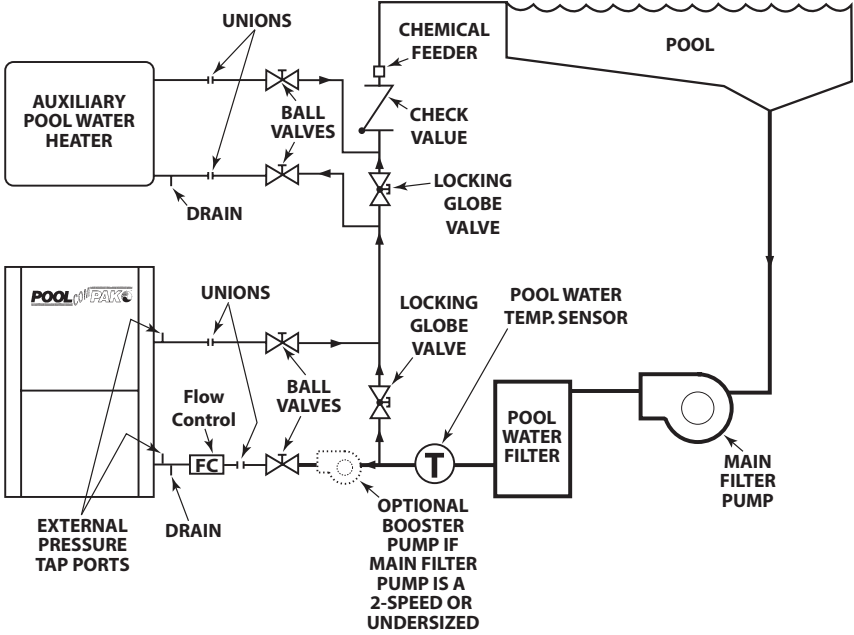 UNIONS
CHEMICAL
FEEDER
POOL
AUXILIARY
POOL WATER
HEATER
BALL
VALVES
CHECK
VALUE
LOCKING
GLOBE
VALVE
DRAIN
POOL PAK
UNIONS
LOCKING
GLOBE
VALVE
POOL WATER
TEMP. SENSOR
BALL
VALVES
Flow
Control
FC
T
POOL
WATER
FILTER
MAIN
FILTER
PUMP
EXTERNAL
PRESSURE
TAP PORTS
DRAIN
OPTIONAL
BOOSTER
PUMP IF
MAIN FILTER
PUMP IS A
2-SPEED OR
UNDERSIZED